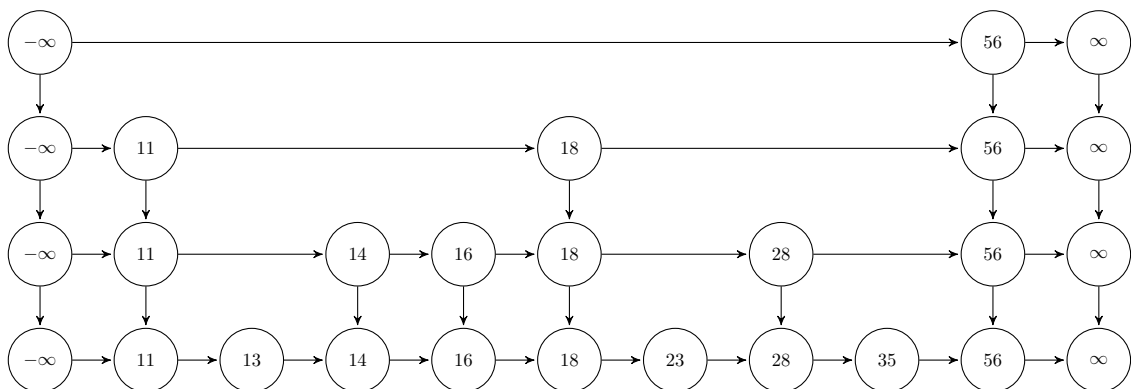 −∞ 56 ∞
−∞ 11 18 56 ∞
−∞ 11 14 16 18 28 56 ∞
−∞ 11 13 14 16 18 23 28 35 56 ∞